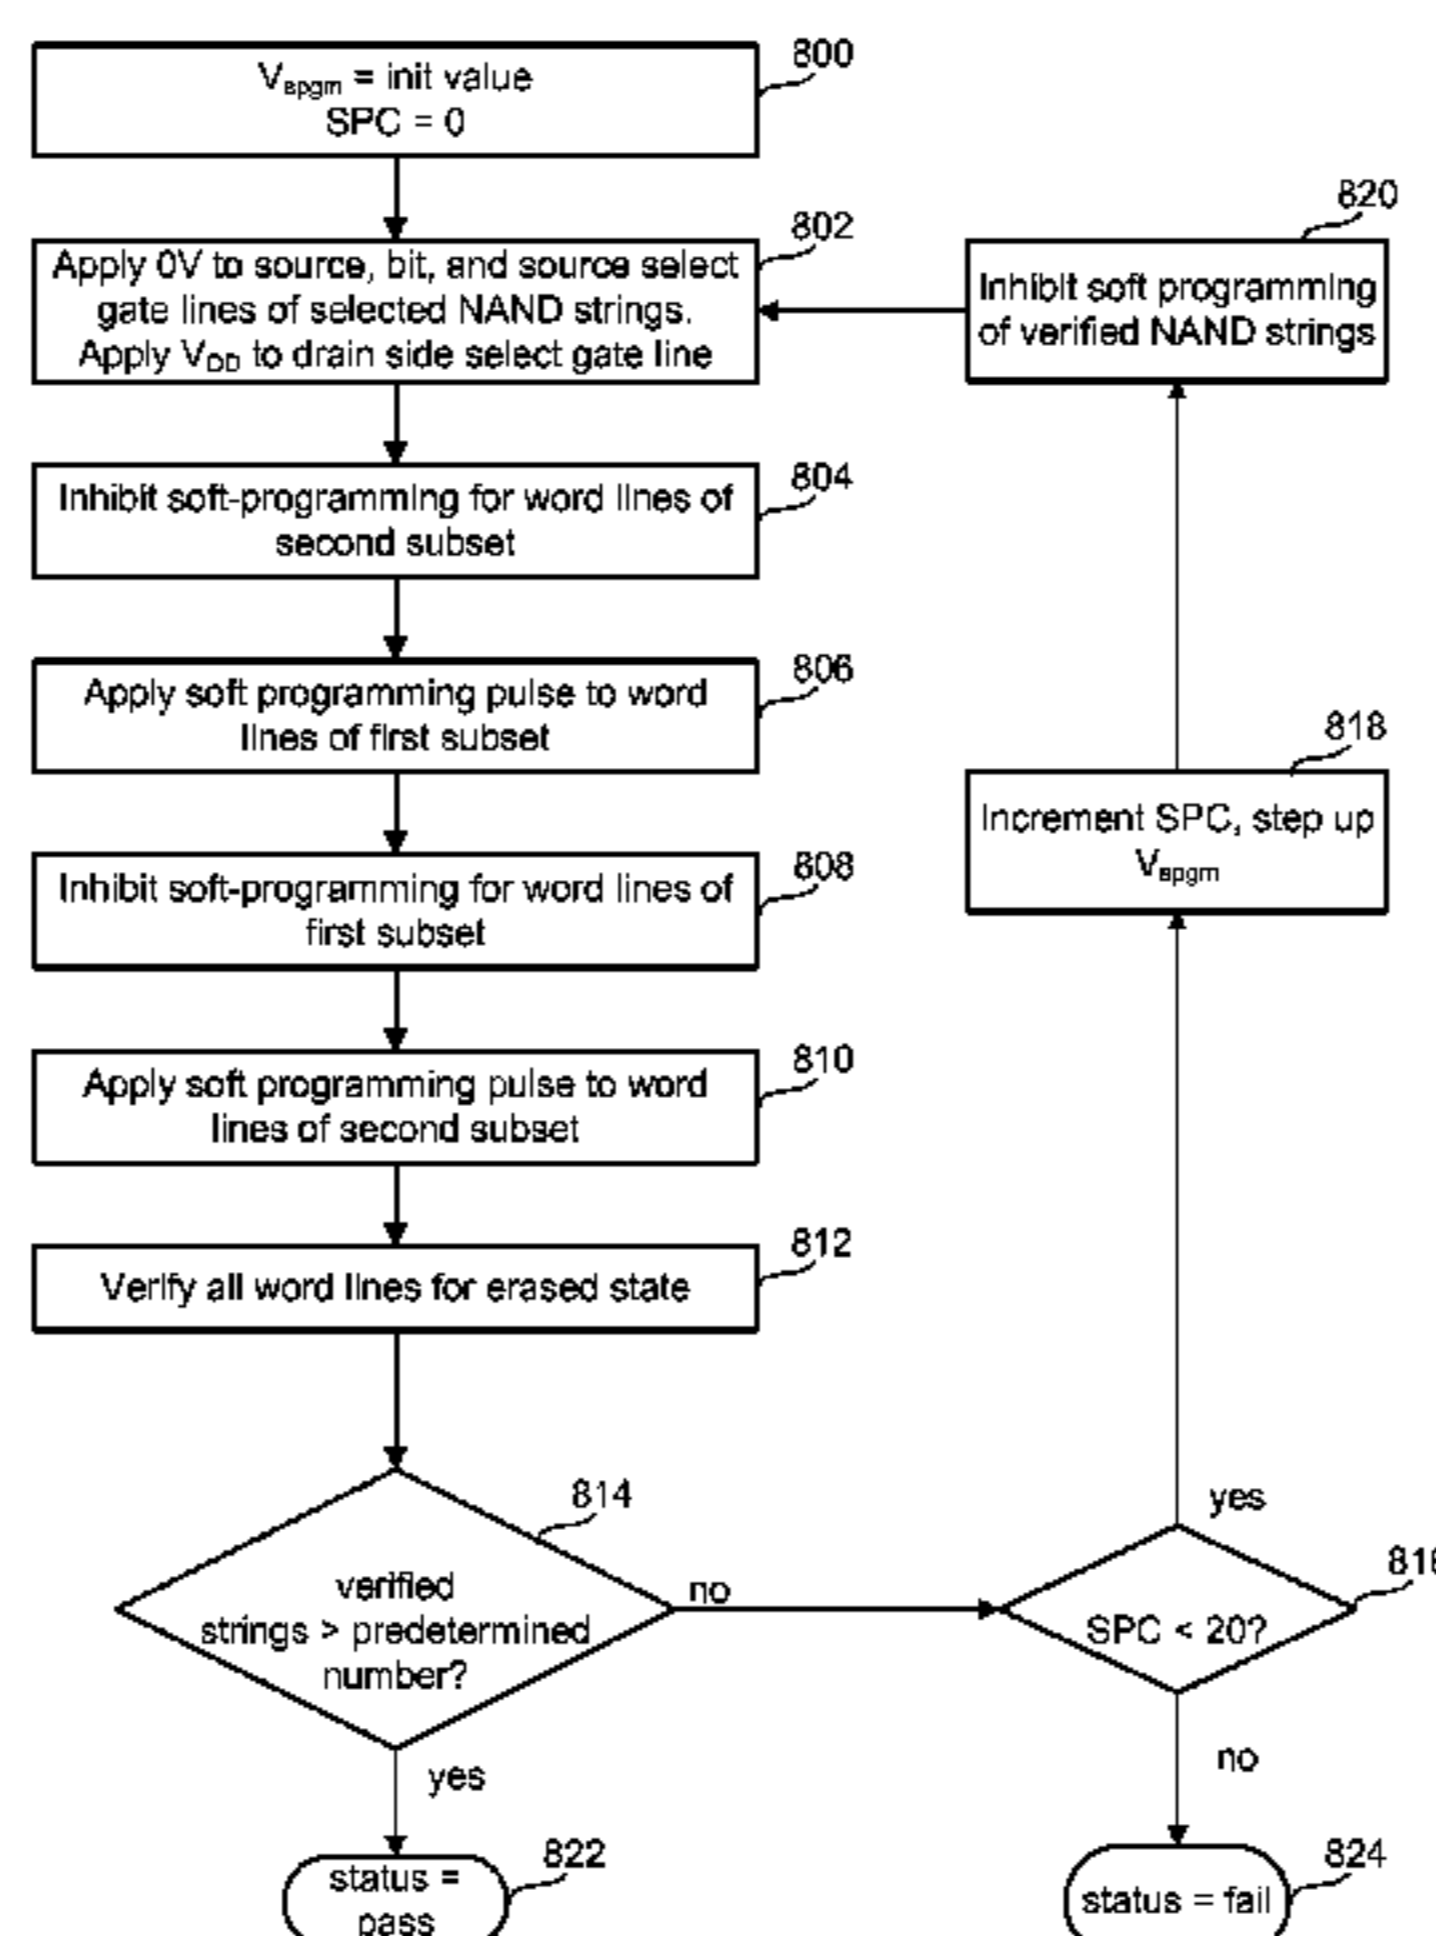 V_spgm = init value
SPC = 0
800
Apply 0V to source, bit, and source select
gate lines of selected NAND strings.
Apply V_DD to drain side select gate line
802
Inhibit soft programming
of verified NAND strings
820
Inhibit soft-programming for word lines of
second subset
804
Apply soft programming pulse to word
lines of first subset
806
Increment SPC, step up
V_spgm
818
Inhibit soft-programming for word lines of
first subset
808
Apply soft programming pulse to word
lines of second subset
810
Verify all word lines for erased state
812
verified
strings > predetermined
number?
814
no
yes
SPC < 20?
yes
no
status =
pass
822
status = fail
824